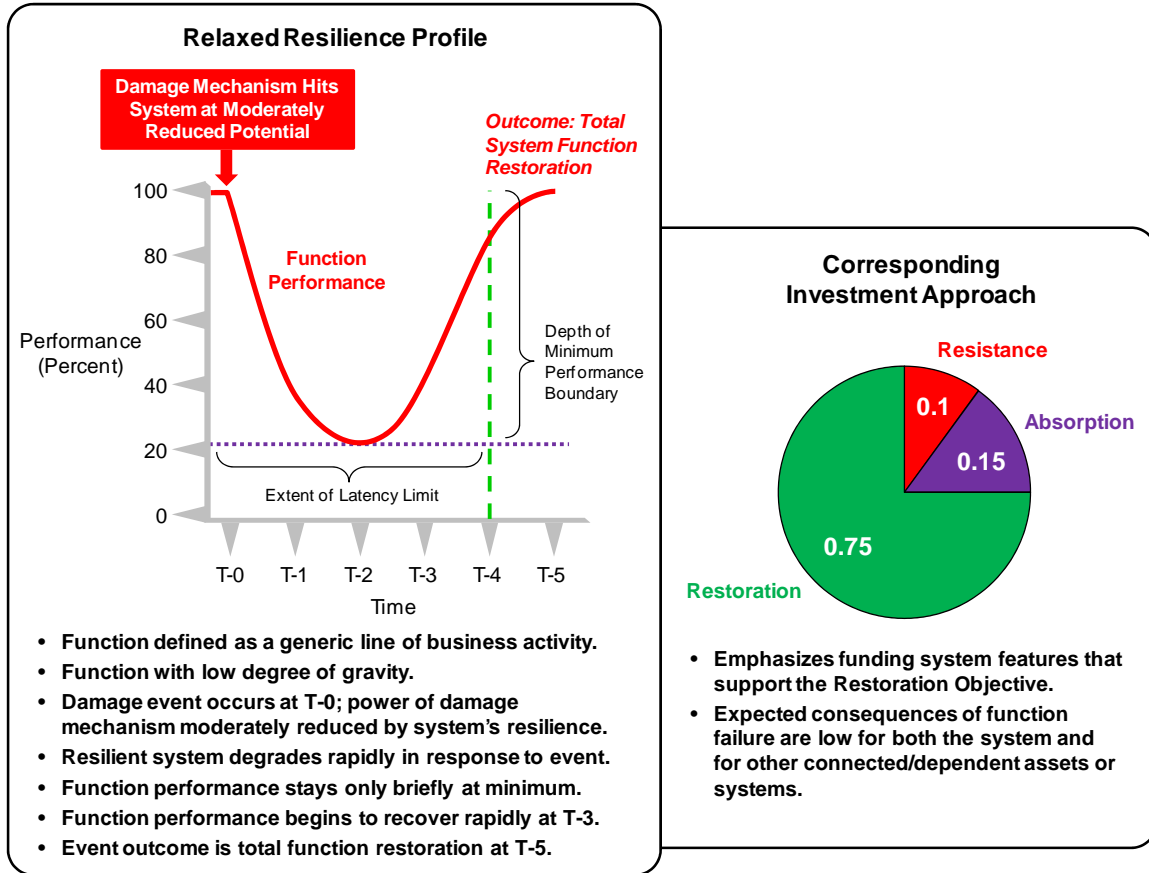 Relaxed Resilience Profile
Damage Mechanism Hits
System at Moderately
Reduced Potential
Outcome: Total
System Function
Restoration
100
80
60
40
20
0
Performance
(Percent)
Function
Performance
Depth of
Minimum
Performance
Boundary
Extent of Latency Limit
T-0
T-1
T-2
T-3
T-4
T-5
Time
• Function defined as a generic line of business activity.
• Function with low degree of gravity.
• Damage event occurs at T-0; power of damage
mechanism moderately reduced by system’s resilience.
• Resilient system degrades rapidly in response to event.
• Function performance stays only briefly at minimum.
• Function performance begins to recover rapidly at T-3.
• Event outcome is total function restoration at T-5.
Corresponding
Investment Approach
Resistance
0.1
Absorption
0.15
0.75
Restoration
• Emphasizes funding system features that
support the Restoration Objective.
• Expected consequences of function
failure are low for both the system and
for other connected/dependent assets or
systems.